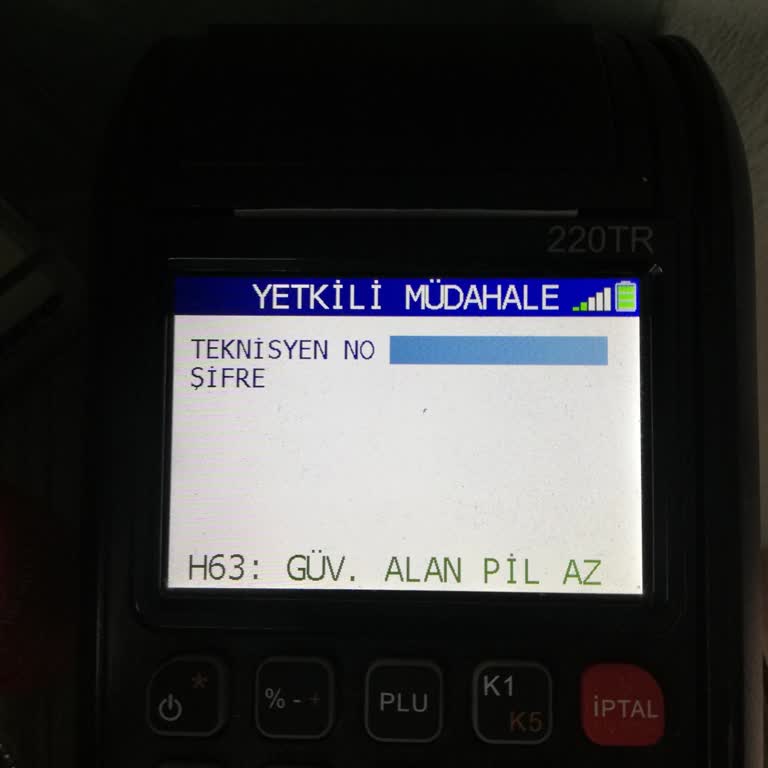 220TR
YETKİLİ MÜDAHALE
TEKNİSYEN NO
ŞİFRE
H63: GÜV. ALAN PİL AZ
* % - + PLU K1 K5 İPTAL